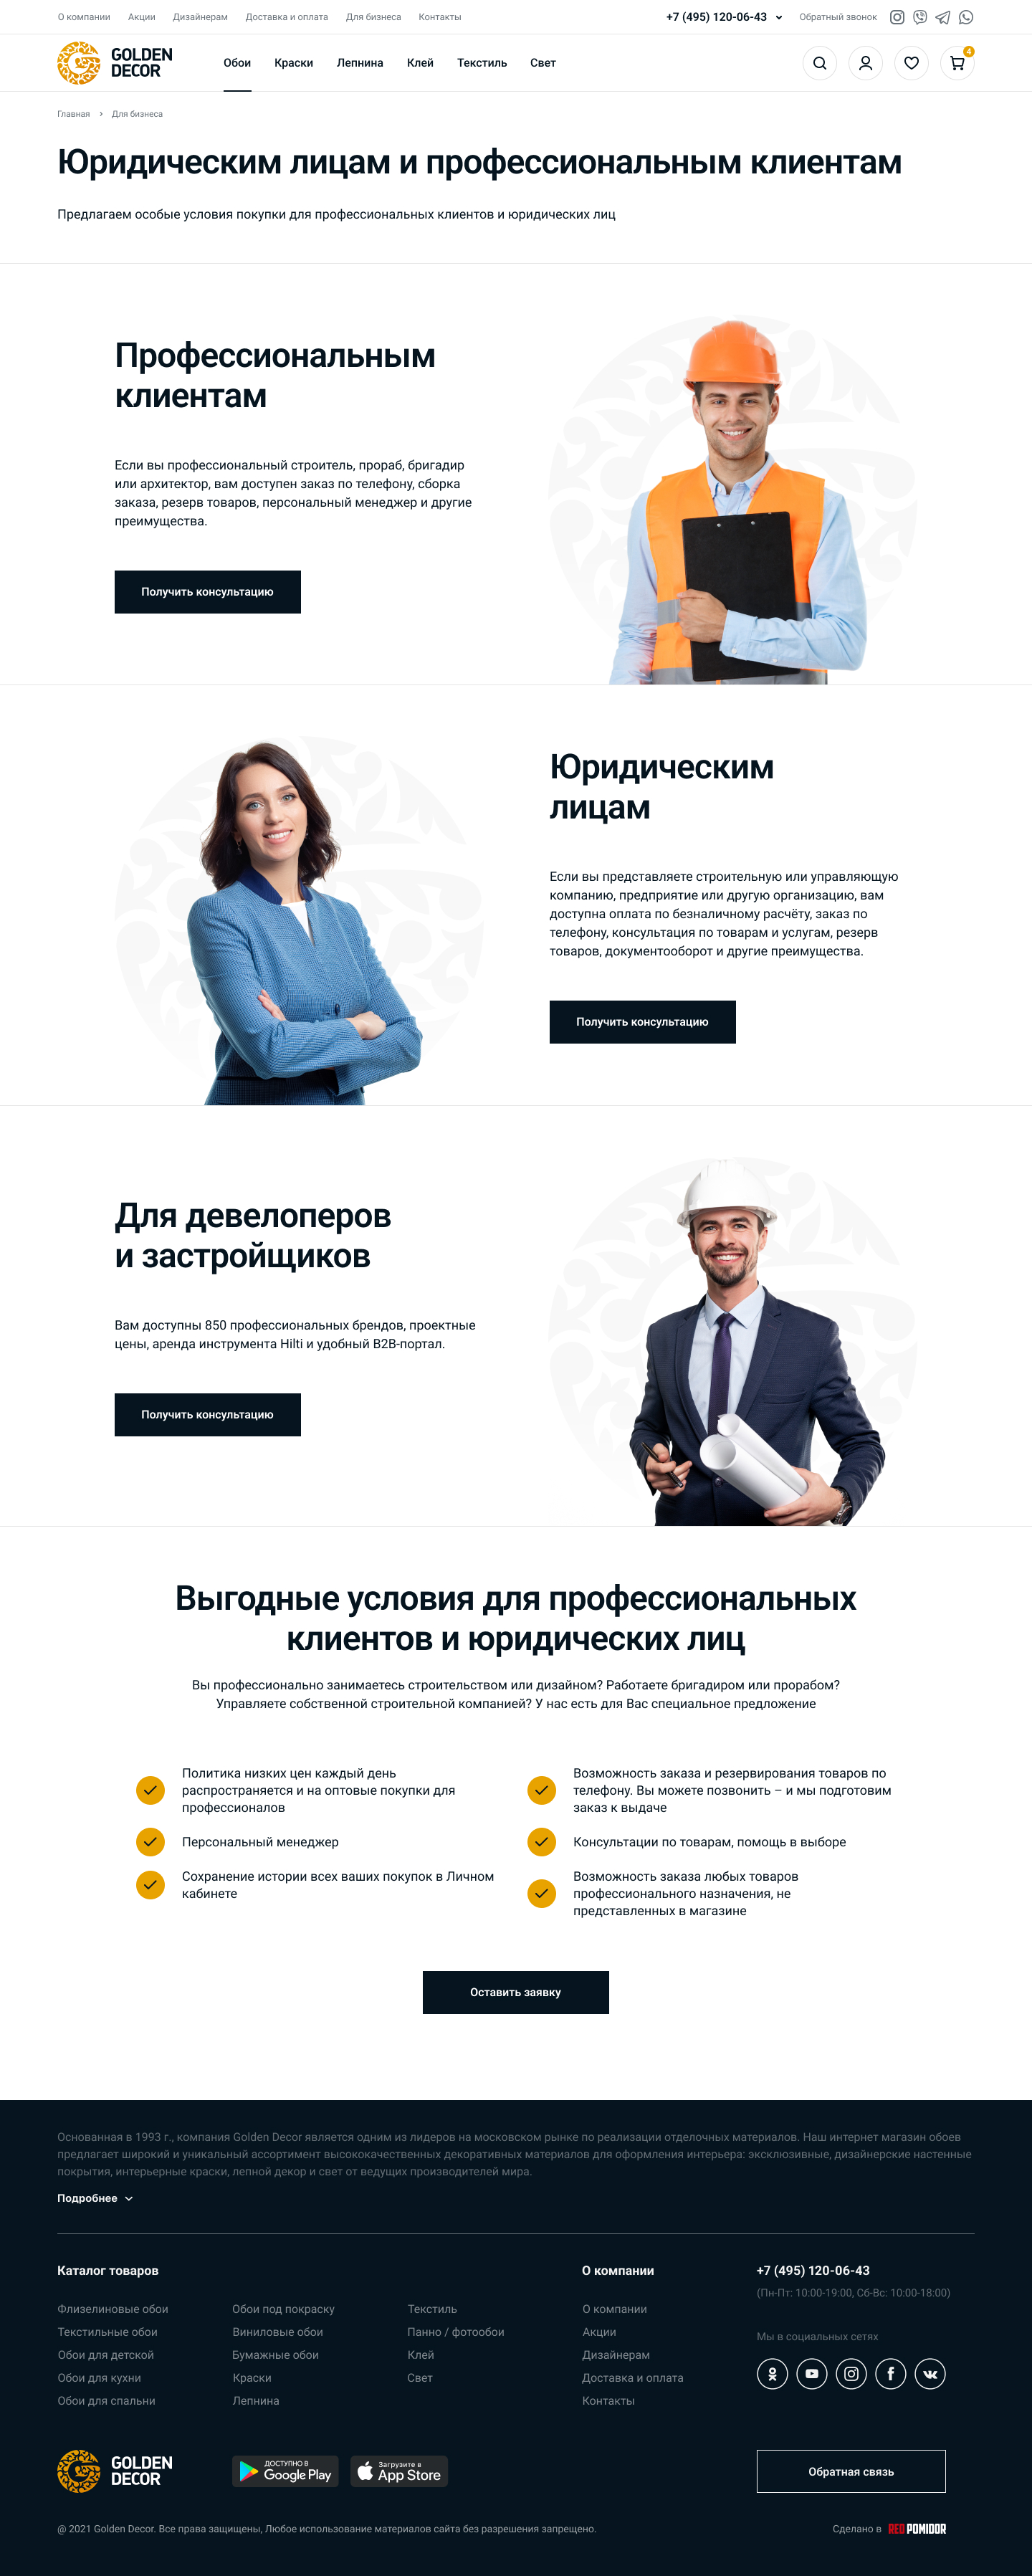 О компании
Акции
Дизайнерам
Доставка и оплата
Для бизнеса
Контакты
+7 (495) 120-06-43
Обратный звонок
GOLDEN
DECOR
Обои
Краски
Лепнина
Клей
Текстиль
Свет
4
Главная
Для бизнеса
Юридическим лицам и профессиональным клиентам
Предлагаем особые условия покупки для профессиональных клиентов и юридических лиц
Профессиональным
клиентам
Если вы профессиональный строитель, прораб, бригадир
или архитектор, вам доступен заказ по телефону, сборка
заказа, резерв товаров, персональный менеджер и другие
преимущества.
Получить консультацию
Юридическим
лицам
Если вы представляете строительную или управляющую
компанию, предприятие или другую организацию, вам
доступна оплата по безналичному расчёту, заказ по
телефону, консультация по товарам и услугам, резерв
товаров, документооборот и другие преимущества.
Получить консультацию
Для девелоперов
и застройщиков
Вам доступны 850 профессиональных брендов, проектные
цены, аренда инструмента Hilti и удобный B2B-портал.
Получить консультацию
Выгодные условия для профессиональных
клиентов и юридических лиц
Вы профессионально занимаетесь строительством или дизайном? Работаете бригадиром или прорабом?
Управляете собственной строительной компанией? У нас есть для Вас специальное предложение
Политика низких цен каждый день
распространяется и на оптовые покупки для
профессионалов
Персональный менеджер
Сохранение истории всех ваших покупок в Личном
кабинете
Возможность заказа и резервирования товаров по
телефону. Вы можете позвонить – и мы подготовим
заказ к выдаче
Консультации по товарам, помощь в выборе
Возможность заказа любых товаров
профессионального назначения, не
представленных в магазине
Оставить заявку
Основанная в 1993 г., компания Golden Decor является одним из лидеров на московском рынке по реализации отделочных материалов. Наш интернет магазин обоев
предлагает широкий и уникальный ассортимент высококачественных декоративных материалов для оформления интерьера: эксклюзивные, дизайнерские настенные
покрытия, интерьерные краски, лепной декор и свет от ведущих производителей мира.
Подробнее
Каталог товаров
Флизелиновые обои
Текстильные обои
Обои для детской
Обои для кухни
Обои для спальни
Обои под покраску
Виниловые обои
Бумажные обои
Краски
Лепнина
Текстиль
Панно / фотообои
Клей
Свет
О компании
О компании
Акции
Дизайнерам
Доставка и оплата
Контакты
+7 (495) 120-06-43
(Пн-Пт: 10:00-19:00, Сб-Вс: 10:00-18:00)
Мы в социальных сетях
GOLDEN
DECOR
ДОСТУПНО В
Google Play
Загрузите в
App Store
Обратная связь
@ 2021 Golden Decor. Все права защищены, Любое использование материалов сайта без разрешения запрещено.
Сделано в
REDPOMIDOR